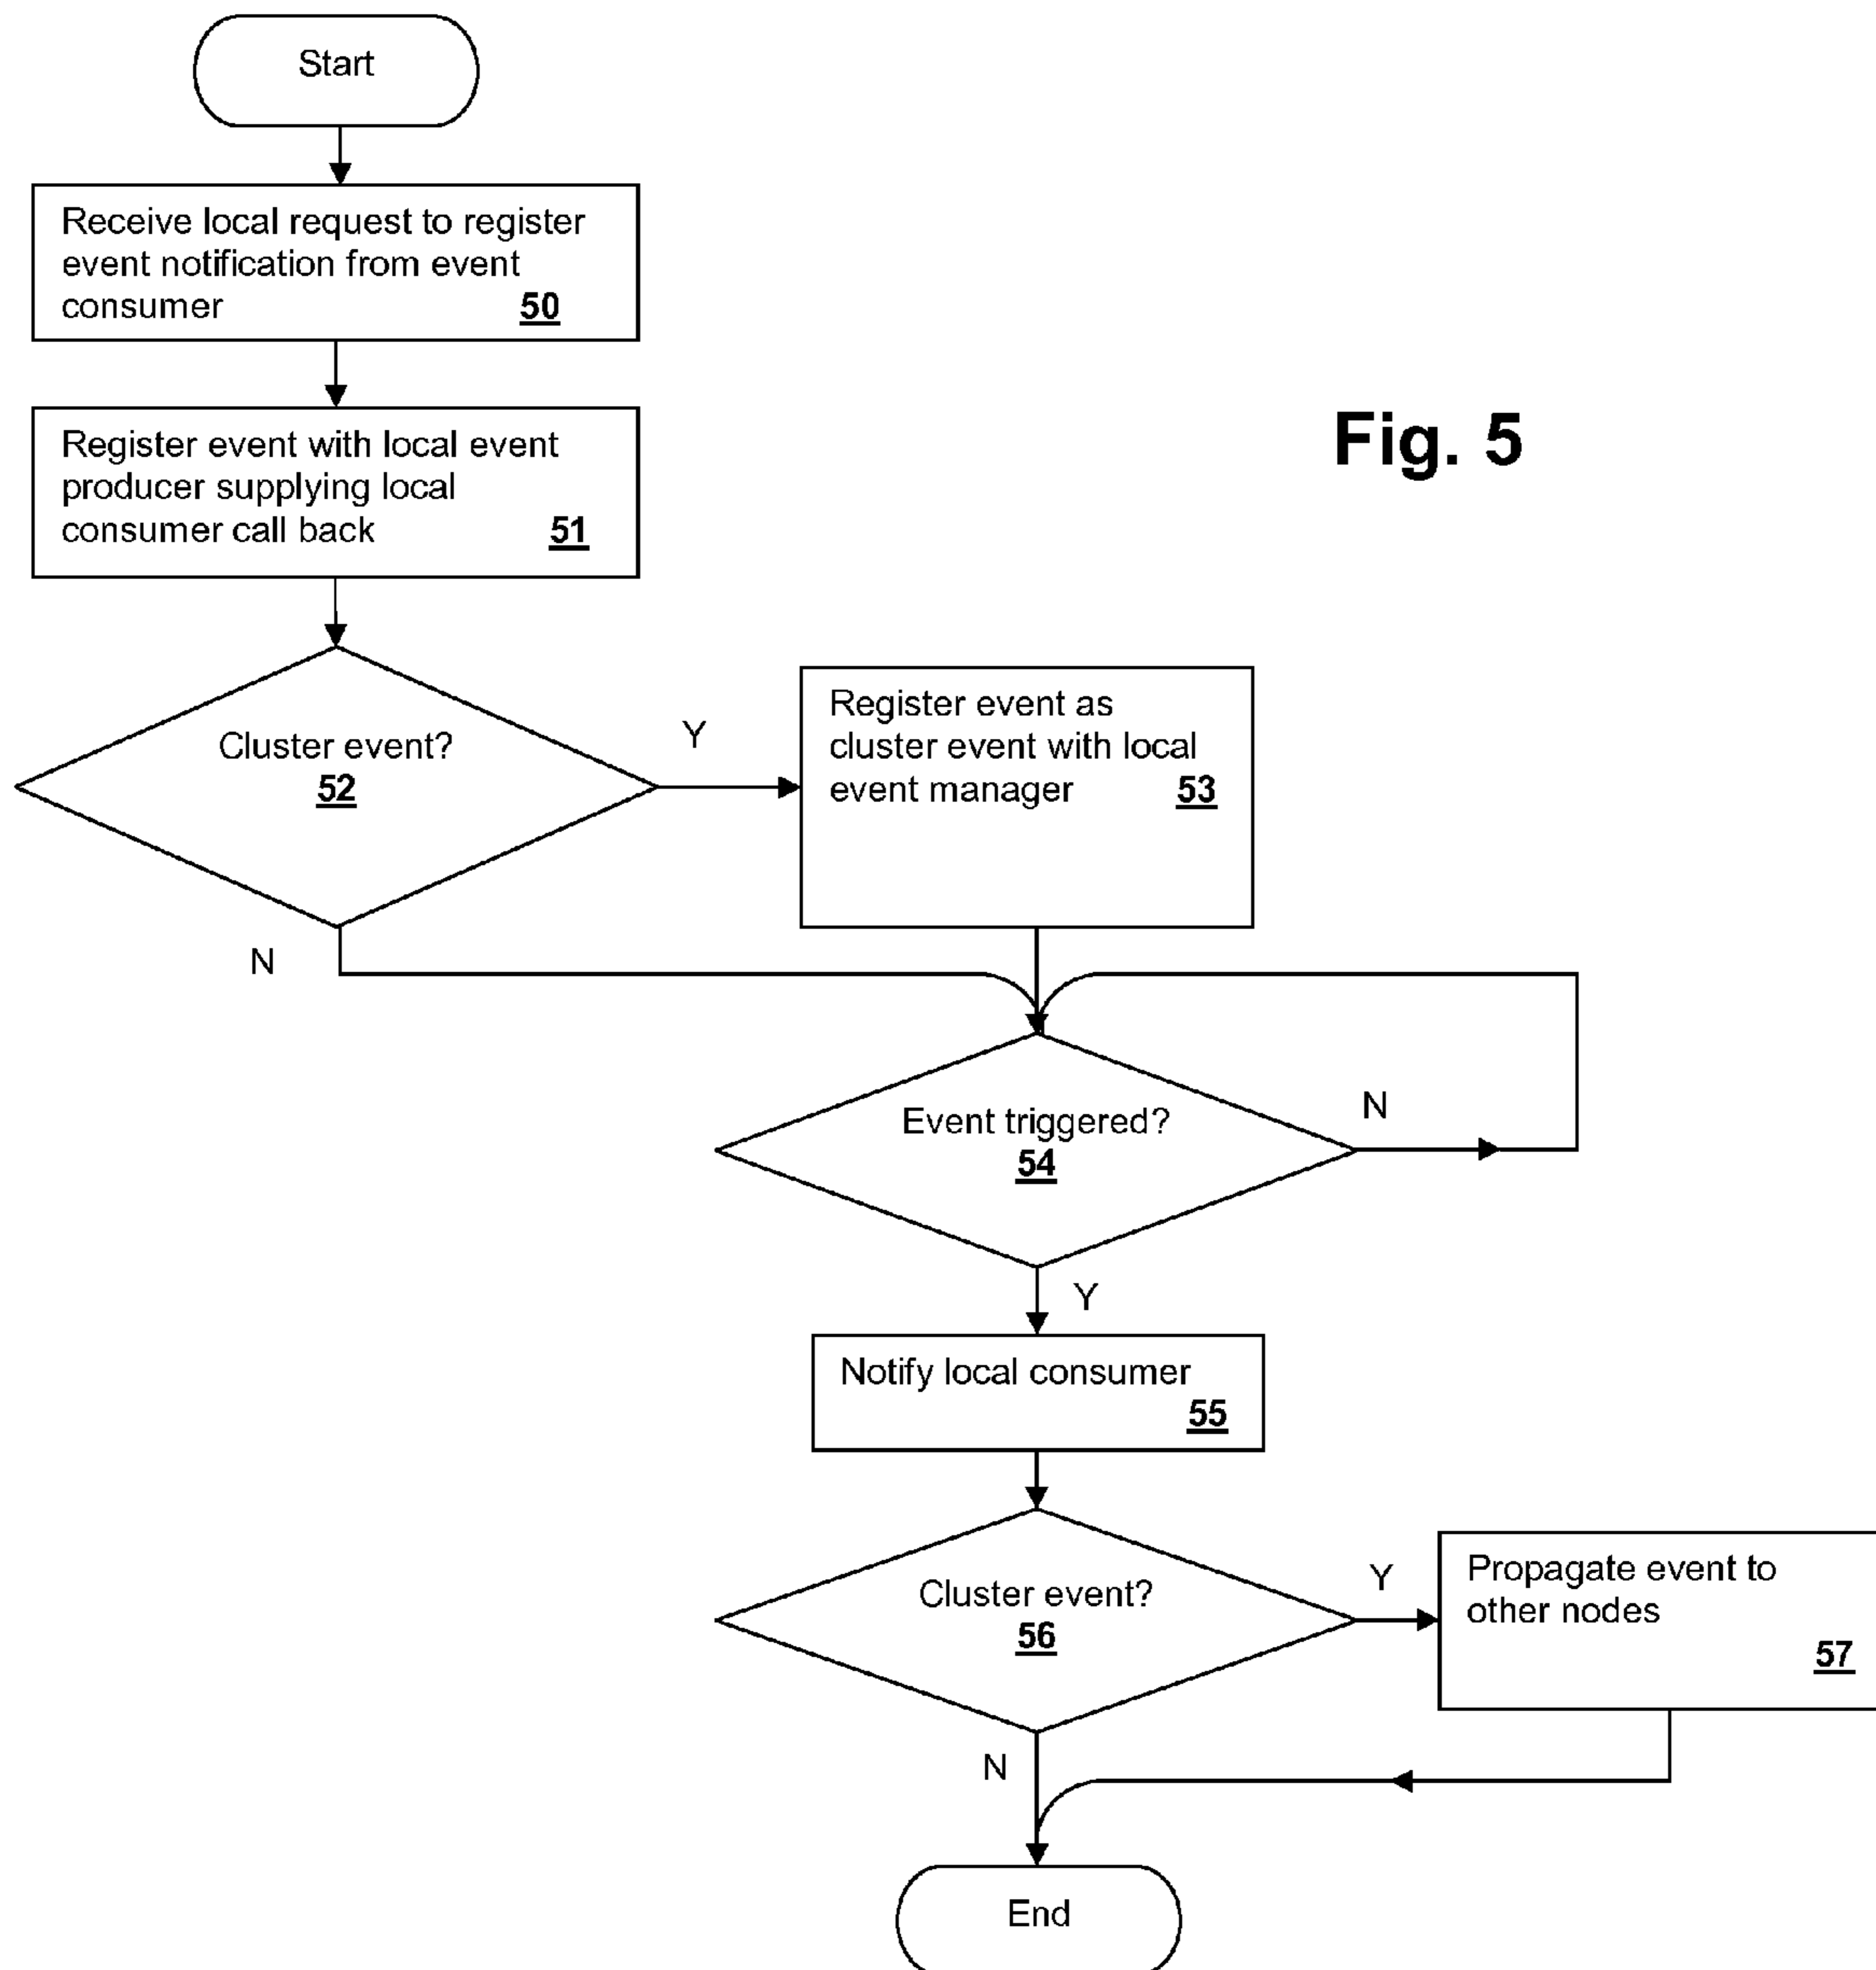 Start
Receive local request to register
event notification from event
consumer 50
Fig. 5
Register event with local event
producer supplying local
consumer call back 51
Cluster event?
52
Y
Register event as
cluster event with local
event manager 53
N
Event triggered?
54
N
Y
Notify local consumer
55
Cluster event?
56
Y
Propagate event to
other nodes
57
N
End